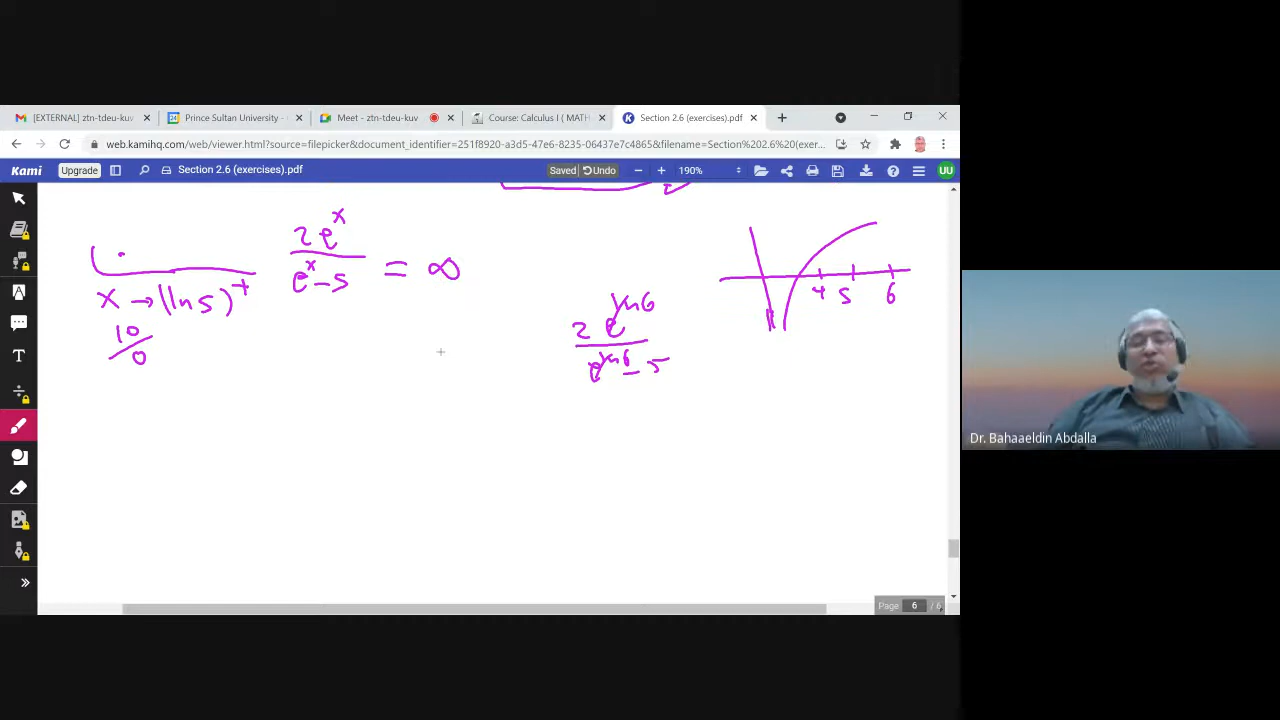 [EXTERNAL] ztn-tdeu-kuv
Prince Sultan University -
Meet - ztn-tdeu-kuv
Course: Calculus I ( MATH
Section 2.6 (exercises).pdf
web.kamihq.com/web/viewer.html?source=filepicker&document_identifier=251f8920-a3d5-47e6-8235-06437e7c4865&filename=Section%202.6%20(exer...
Kami
Upgrade
Section 2.6 (exercises).pdf
Saved
Undo
190%
UU
2e^x
x → (ln 5)^+
e^x - 5
= ∞
10
0
2 e^ln 6
e^ln 6 - 5
4 5 6
Dr. Bahaaeldin Abdalla
Page 6 / 6